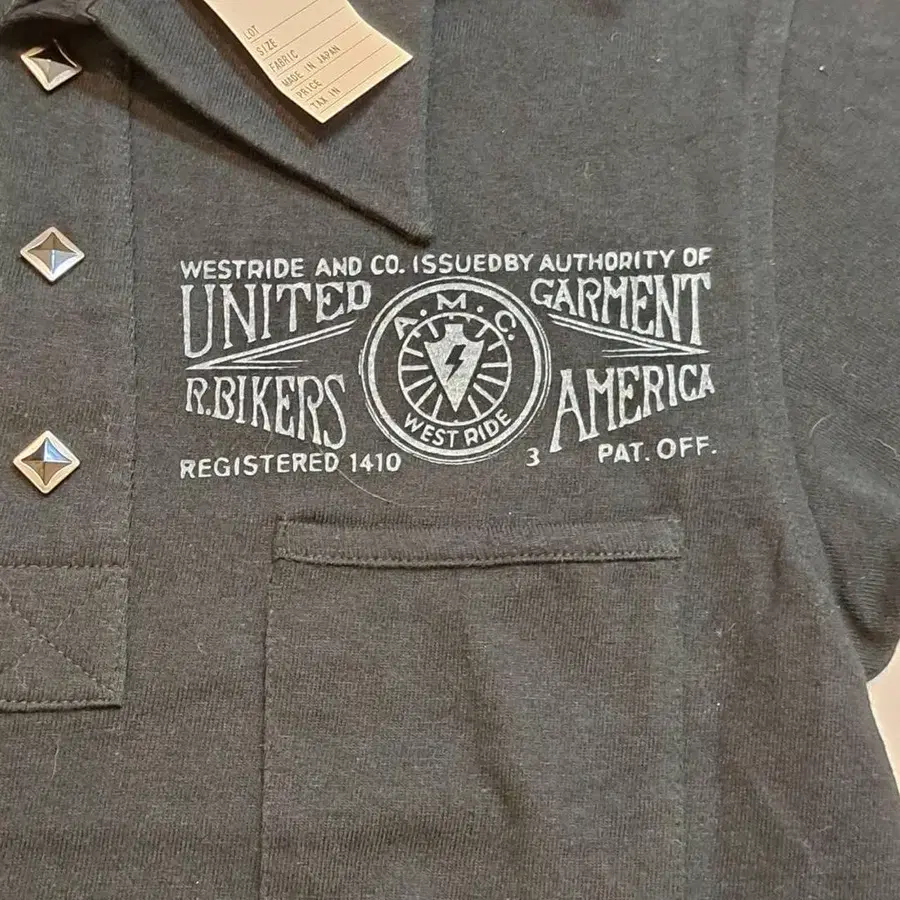 LOT
SIZE
FABRIC
MADE IN JAPAN
PRICE
TAX IN
WESTRIDE AND CO. ISSUEDBY AUTHORITY OF
UNITED GARMENT
A.M.C.
R.BIKERS AMERICA
WEST RIDE
REGISTERED 1410 3 PAT. OFF.